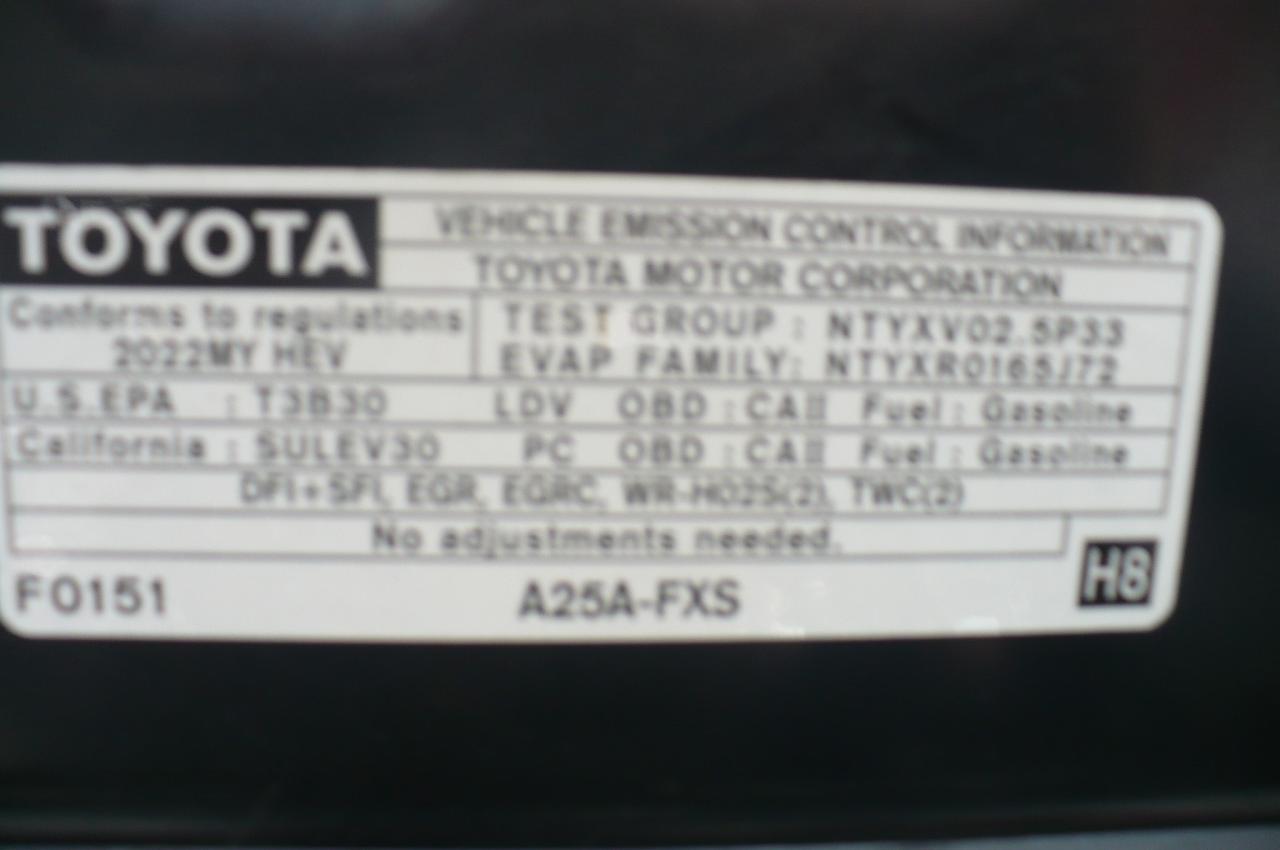 TOYOTA
VEHICLE EMISSION CONTROL INFORMATION
TOYOTA MOTOR CORPORATION
Conforms to regulations
2022MY HEV
TEST GROUP : NTYXV02.5P33
EVAP FAMILY: NTYXR0165J72
U.S.EPA : T3B30 LDV OBD : CAII Fuel : Gasoline
California : SULEV30 PC OBD : CAII Fuel : Gasoline
DFI+SFI, EGR, EGRC, WR-HO2S(2), TWC(2)
No adjustments needed.
F0151 A25A-FXS H8